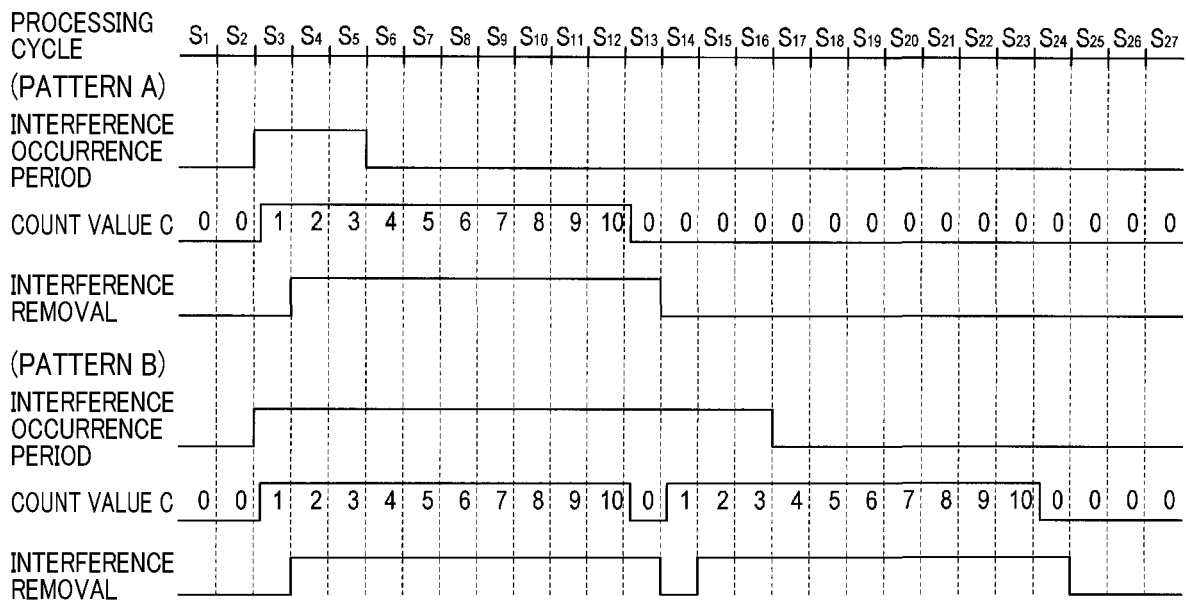 PROCESSING
CYCLE S1 S2 S3 S4 S5 S6 S7 S8 S9 S10 S11 S12 S13 S14 S15 S16 S17 S18 S19 S20 S21 S22 S23 S24 S25 S26 S27
(PATTERN A)
INTERFERENCE
OCCURRENCE
PERIOD
COUNT VALUE C 0 0 1 2 3 4 5 6 7 8 9 10 0 0 0 0 0 0 0 0 0 0 0 0 0 0 0
INTERFERENCE
REMOVAL
(PATTERN B)
INTERFERENCE
OCCURRENCE
PERIOD
COUNT VALUE C 0 0 1 2 3 4 5 6 7 8 9 10 0 1 2 3 4 5 6 7 8 9 10 0 0 0 0
INTERFERENCE
REMOVAL